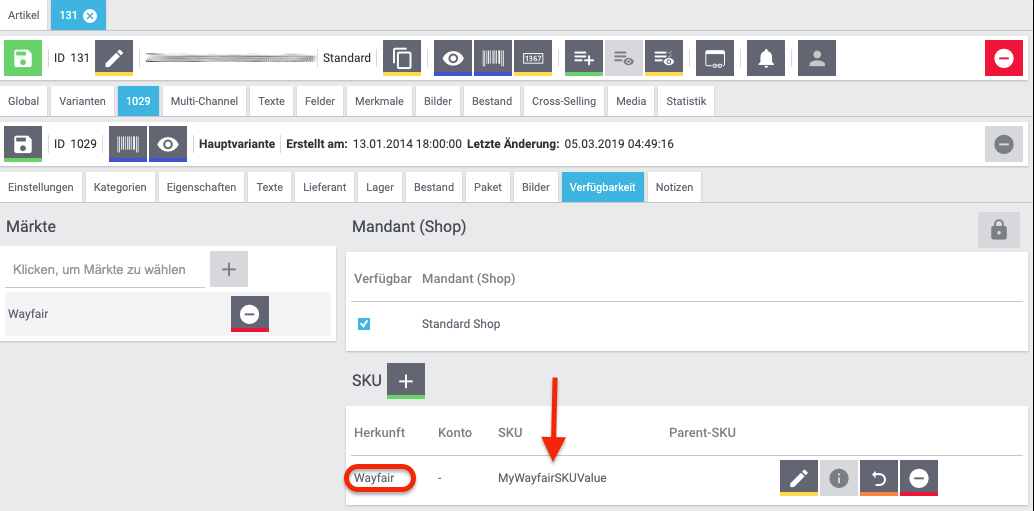 Artikel 131
ID 131 Standard 1367
Global Varianten 1029 Multi-Channel Texte Felder Merkmale Bilder Bestand Cross-Selling Media Statistik
ID 1029 Hauptvariante Erstellt am: 13.01.2014 18:00:00 Letzte Änderung: 05.03.2019 04:49:16
Einstellungen Kategorien Eigenschaften Texte Lieferant Lager Bestand Paket Bilder Verfügbarkeit Notizen
Märkte
Klicken, um Märkte zu wählen
Wayfair
Mandant (Shop)
Verfügbar Mandant (Shop)
Standard Shop
SKU
Herkunft Konto SKU Parent-SKU
Wayfair - MyWayfairSKUValue